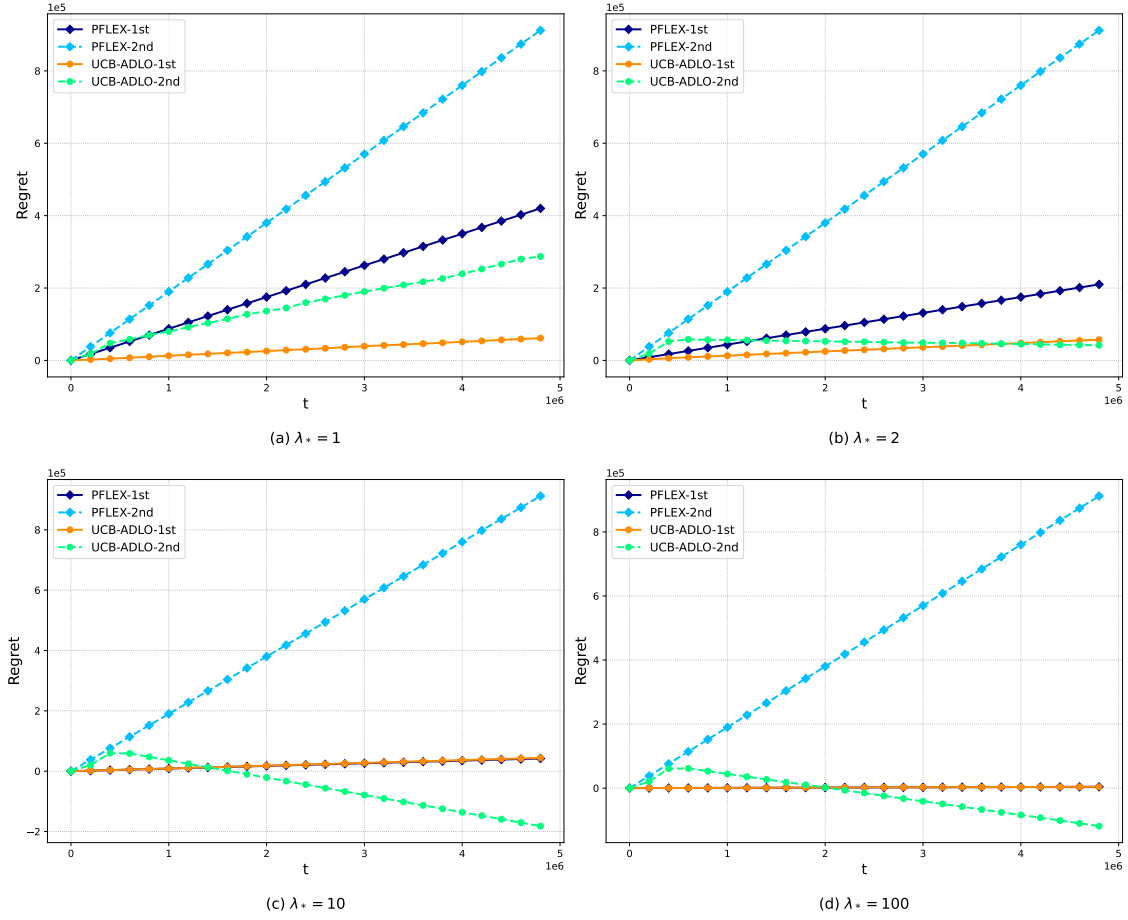 1e5
PFLEX-1st
PFLEX-2nd
UCB-ADLO-1st
UCB-ADLO-2nd
Regret
8
6
4
2
0
0 1 2 3 4 5
1e6
t
(a) λ* = 1
1e5
PFLEX-1st
PFLEX-2nd
UCB-ADLO-1st
UCB-ADLO-2nd
Regret
8
6
4
2
0
0 1 2 3 4 5
1e6
t
(b) λ* = 2
1e5
PFLEX-1st
PFLEX-2nd
UCB-ADLO-1st
UCB-ADLO-2nd
Regret
8
6
4
2
0
−2
0 1 2 3 4 5
1e6
t
(c) λ* = 10
1e5
PFLEX-1st
PFLEX-2nd
UCB-ADLO-1st
UCB-ADLO-2nd
Regret
8
6
4
2
0
0 1 2 3 4 5
1e6
t
(d) λ* = 100